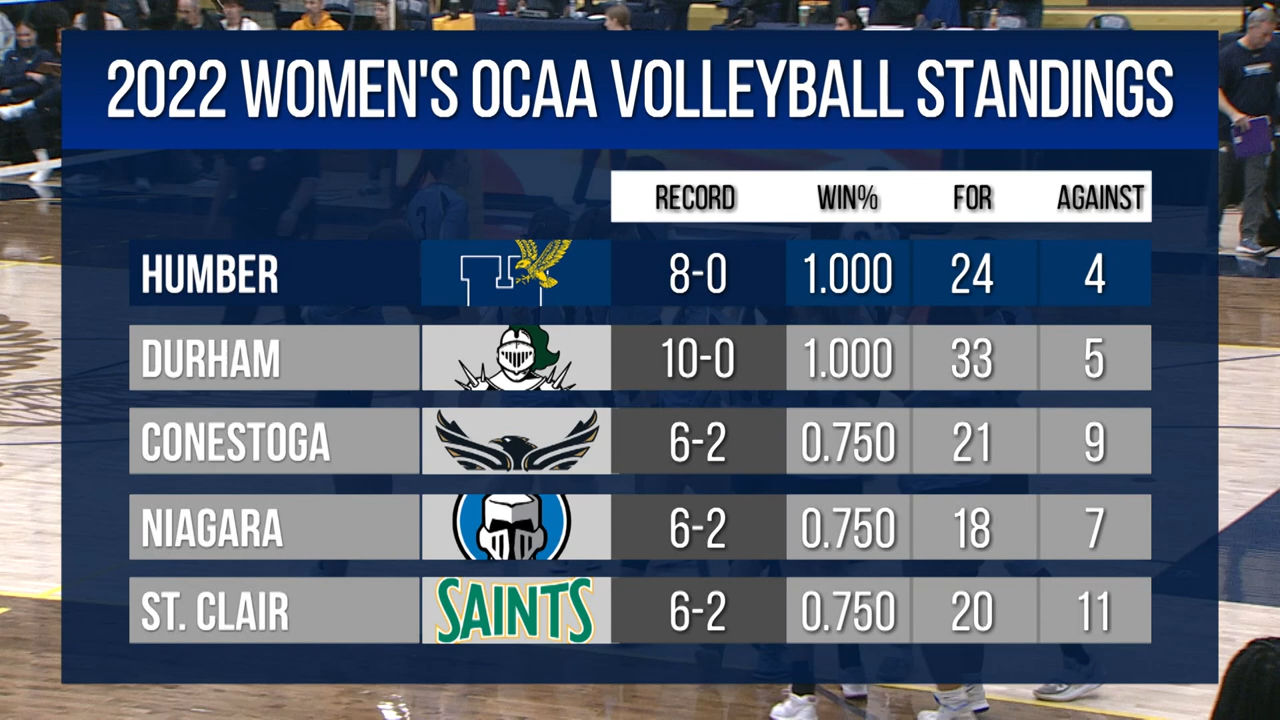 2022 WOMEN'S OCAA VOLLEYBALL STANDINGS
RECORD WIN% FOR AGAINST
HUMBER 8-0 1.000 24 4
DURHAM 10-0 1.000 33 5
CONESTOGA 6-2 0.750 21 9
NIAGARA 6-2 0.750 18 7
ST. CLAIR SAINTS 6-2 0.750 20 11